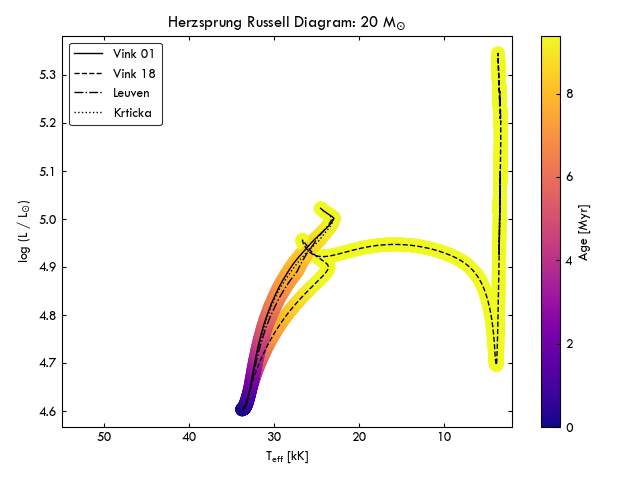 Herzsprung Russell Diagram: 20 M☉
Vink 01
Vink 18
Leuven
Krticka
log (L / L☉)
5.3
5.2
5.1
5.0
4.9
4.8
4.7
4.6
50
40
30
20
10
T_eff [kK]
8
6
4
2
0
Age [Myr]